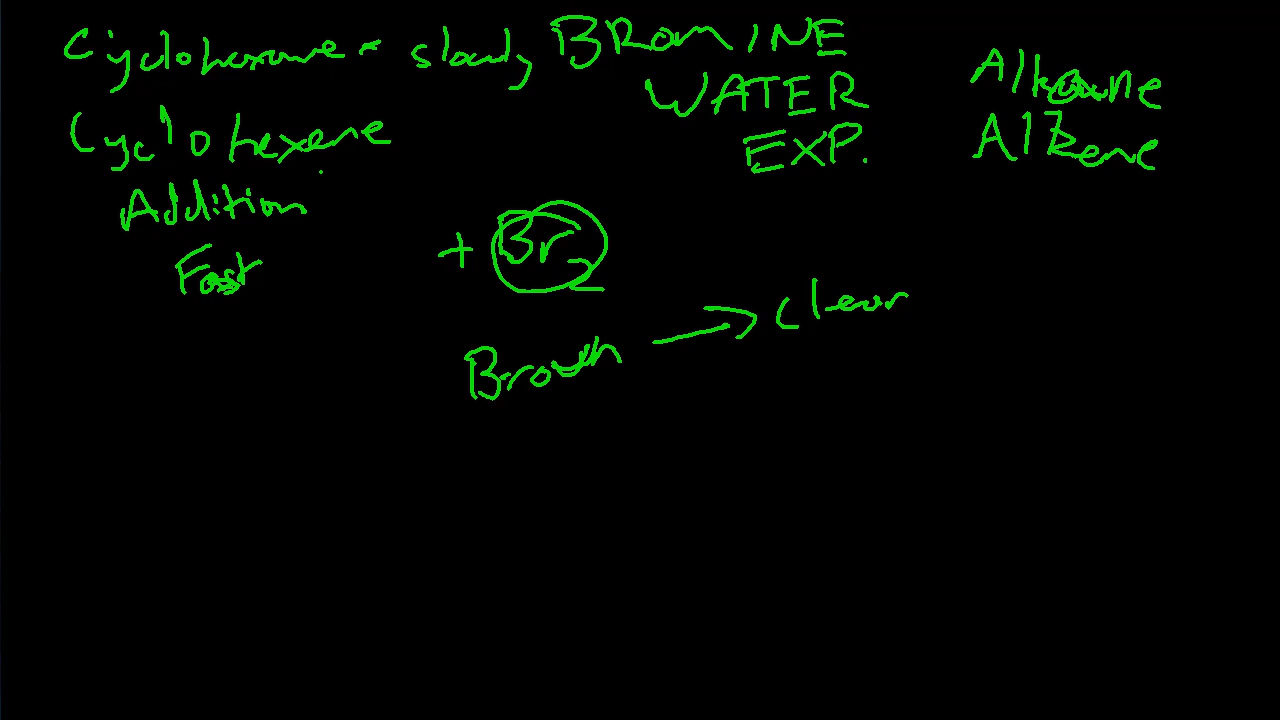 Cyclohexane - slowly
Cyclohexene
Addition
Fast
BROMINE
WATER
EXP.
Alkane
Alkene
+ Br2
Brown → clear